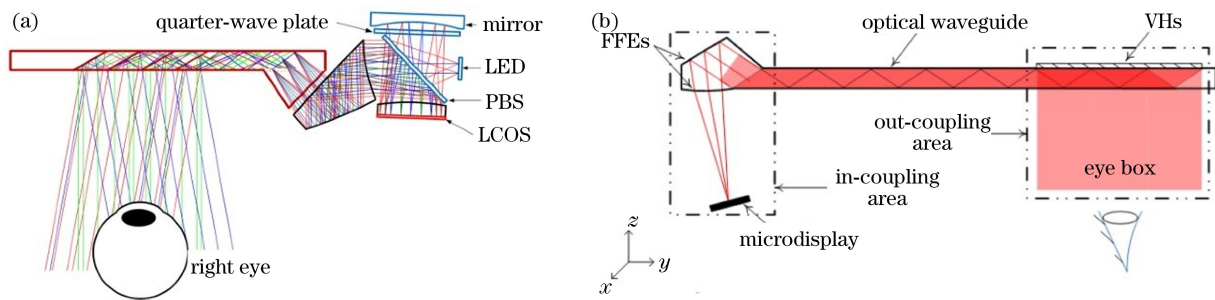 (a)
quarter-wave plate
mirror
LED
PBS
LCOS
right eye
(b)
FFEs
optical waveguide
VHs
out-coupling
area
eye box
in-coupling
area
microdisplay
z
y
x